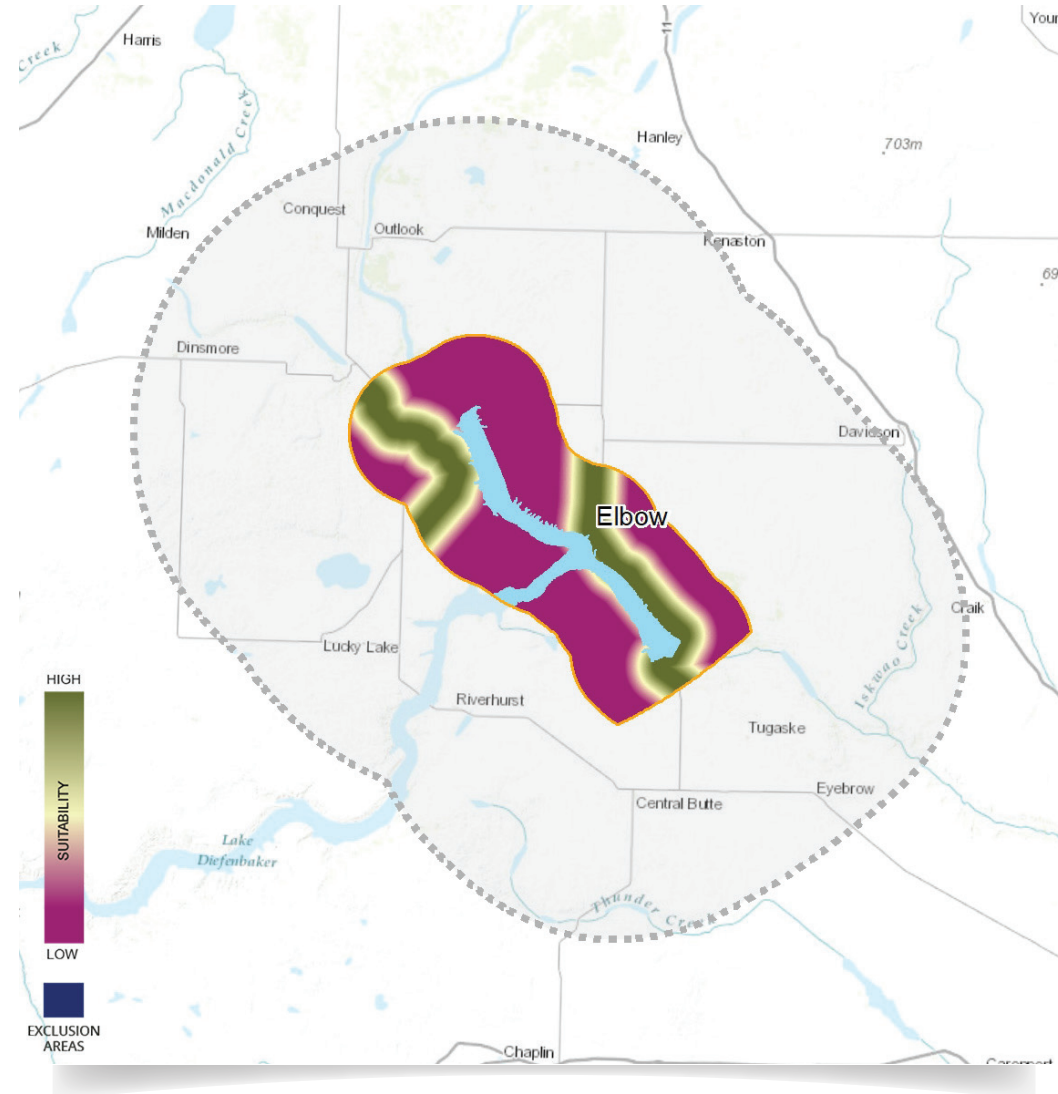 Harris
11
Your
Creek
Macdonald Creek
Hanley
703m
Conquest
Outlook
Milden
Kenaston
69
Dinsmore
Davidson
Elbow
Craik
Iskwao Creek
Lucky Lake
HIGH
Riverhurst
Tugaske
SUITABILITY
Eyebrow
Central Butte
Lake
Diefenbaker
Thunder Creek
LOW
EXCLUSION
AREAS
Chaplin